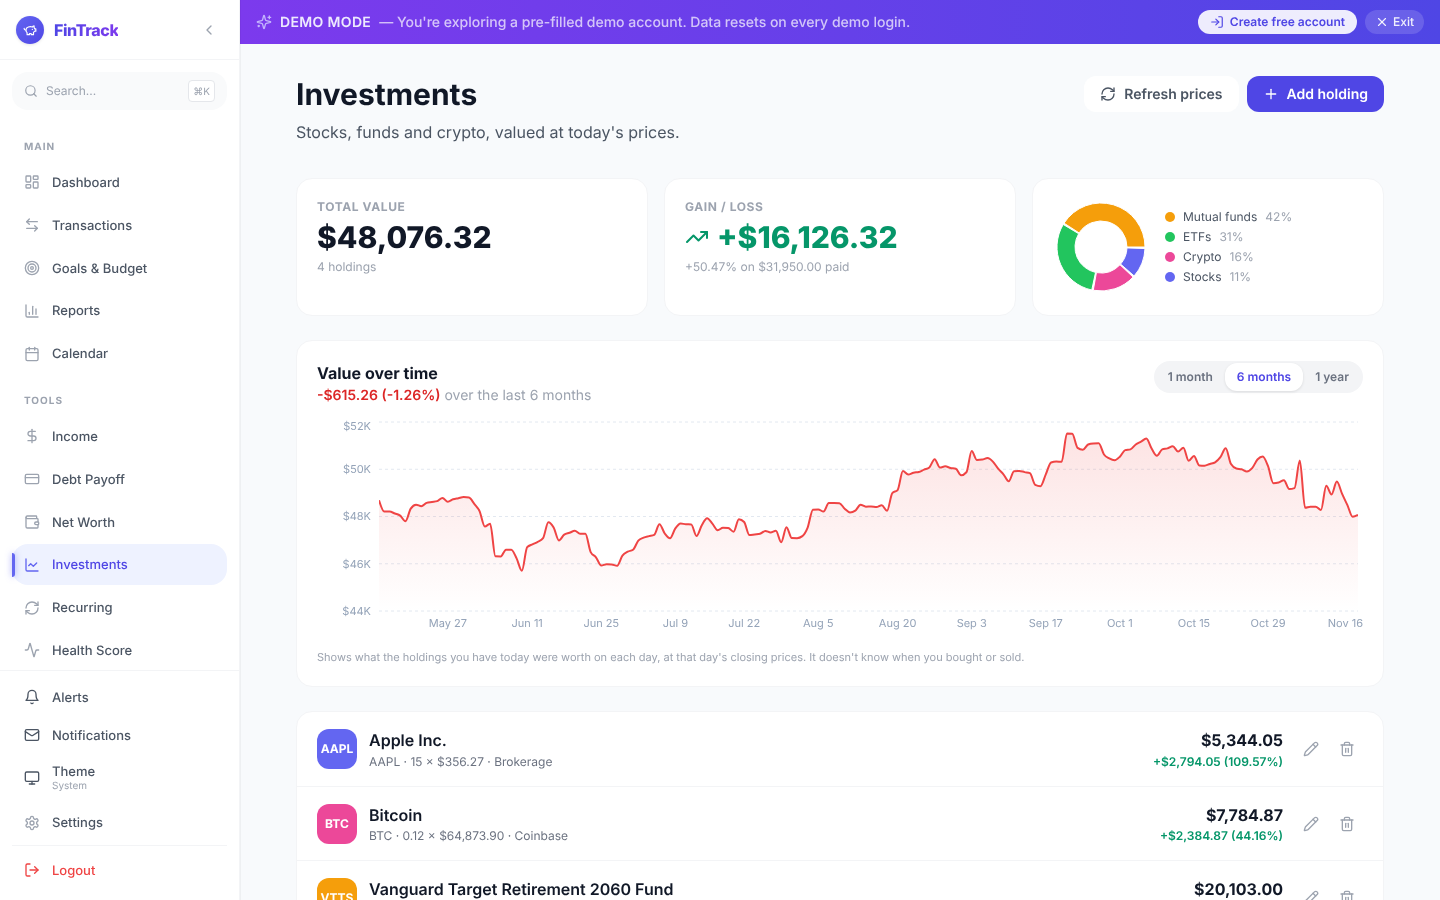 FinTrack
Search...
⌘K
MAIN
Dashboard
Transactions
Goals & Budget
Reports
Calendar
TOOLS
Income
Debt Payoff
Net Worth
Investments
Recurring
Health Score
Alerts
Notifications
Theme
System
Settings
Logout
DEMO MODE — You're exploring a pre-filled demo account. Data resets on every demo login.
Create free account
Exit
Investments
Stocks, funds and crypto, valued at today's prices.
Refresh prices
Add holding
TOTAL VALUE
$48,076.32
4 holdings
GAIN / LOSS
+$16,126.32
+50.47% on $31,950.00 paid
Mutual funds 42%
ETFs 31%
Crypto 16%
Stocks 11%
Value over time
-$615.26 (-1.26%) over the last 6 months
1 month
6 months
1 year
$52K
$50K
$48K
$46K
$44K
May 27
Jun 11
Jun 25
Jul 9
Jul 22
Aug 5
Aug 20
Sep 3
Sep 17
Oct 1
Oct 15
Oct 29
Nov 16
Shows what the holdings you have today were worth on each day, at that day's closing prices. It doesn't know when you bought or sold.
AAPL
Apple Inc.
AAPL · 15 × $356.27 · Brokerage
$5,344.05
+$2,794.05 (109.57%)
BTC
Bitcoin
BTC · 0.12 × $64,873.90 · Coinbase
$7,784.87
+$2,384.87 (44.16%)
VTTS
Vanguard Target Retirement 2060 Fund
$20,103.00